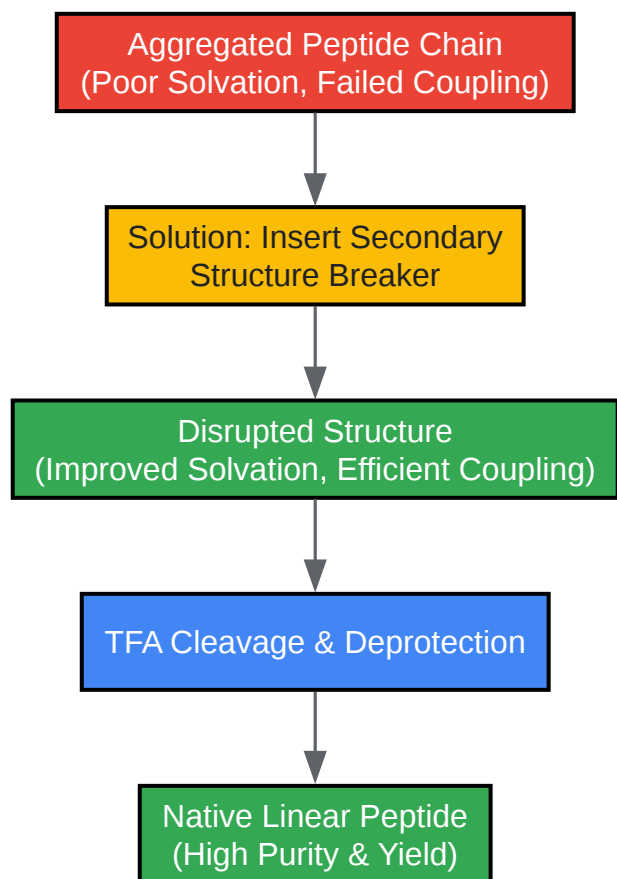 Aggregated Peptide Chain
(Poor Solvation, Failed Coupling)
Solution: Insert Secondary
Structure Breaker
Disrupted Structure
(Improved Solvation, Efficient Coupling)
TFA Cleavage & Deprotection
Native Linear Peptide
(High Purity & Yield)